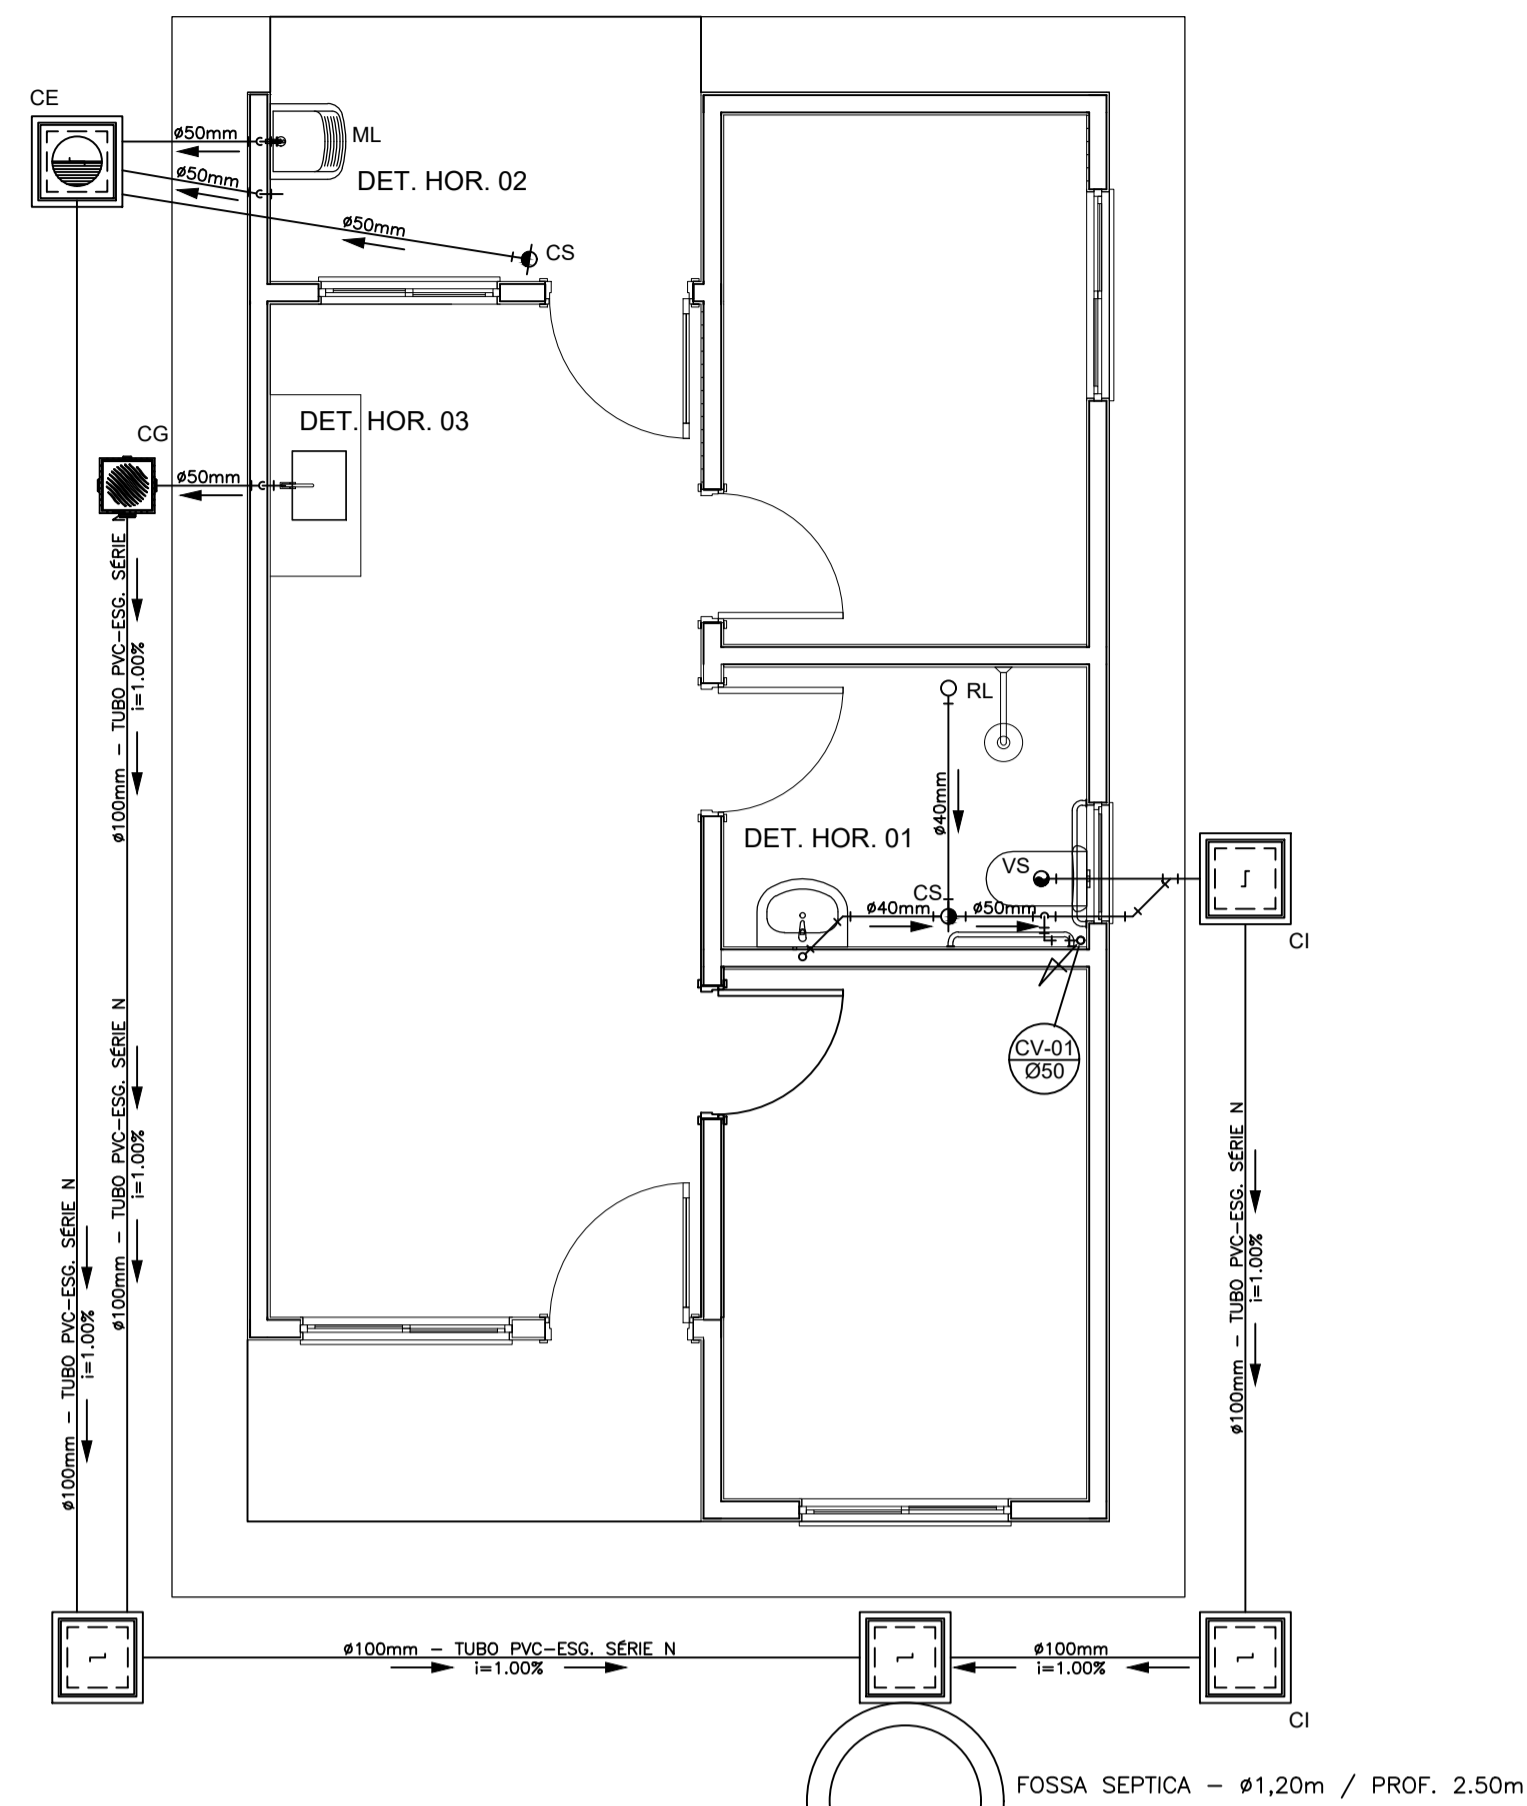 CE
ø50mm
ML
ø50mm
DET. HOR. 02
ø50mm
CS
DET. HOR. 03
CG
ø50mm
ø100mm – TUBO PVC–ESG. SÉRIE N
i=1.00%
RL
ø40mm
DET. HOR. 01
VS
CS
ø40mm
ø50mm
CI
CV-01
Ø50
ø100mm – TUBO PVC–ESG. SÉRIE N
i=1.00%
ø100mm – TUBO PVC–ESG. SÉRIE N
i=1.00%
ø100mm – TUBO PVC–ESG. SÉRIE N
i=1.00%
ø100mm – TUBO PVC–ESG. SÉRIE N
i=1.00%
ø100mm
i=1.00%
CI
FOSSA SEPTICA – ø1,20m / PROF. 2.50m